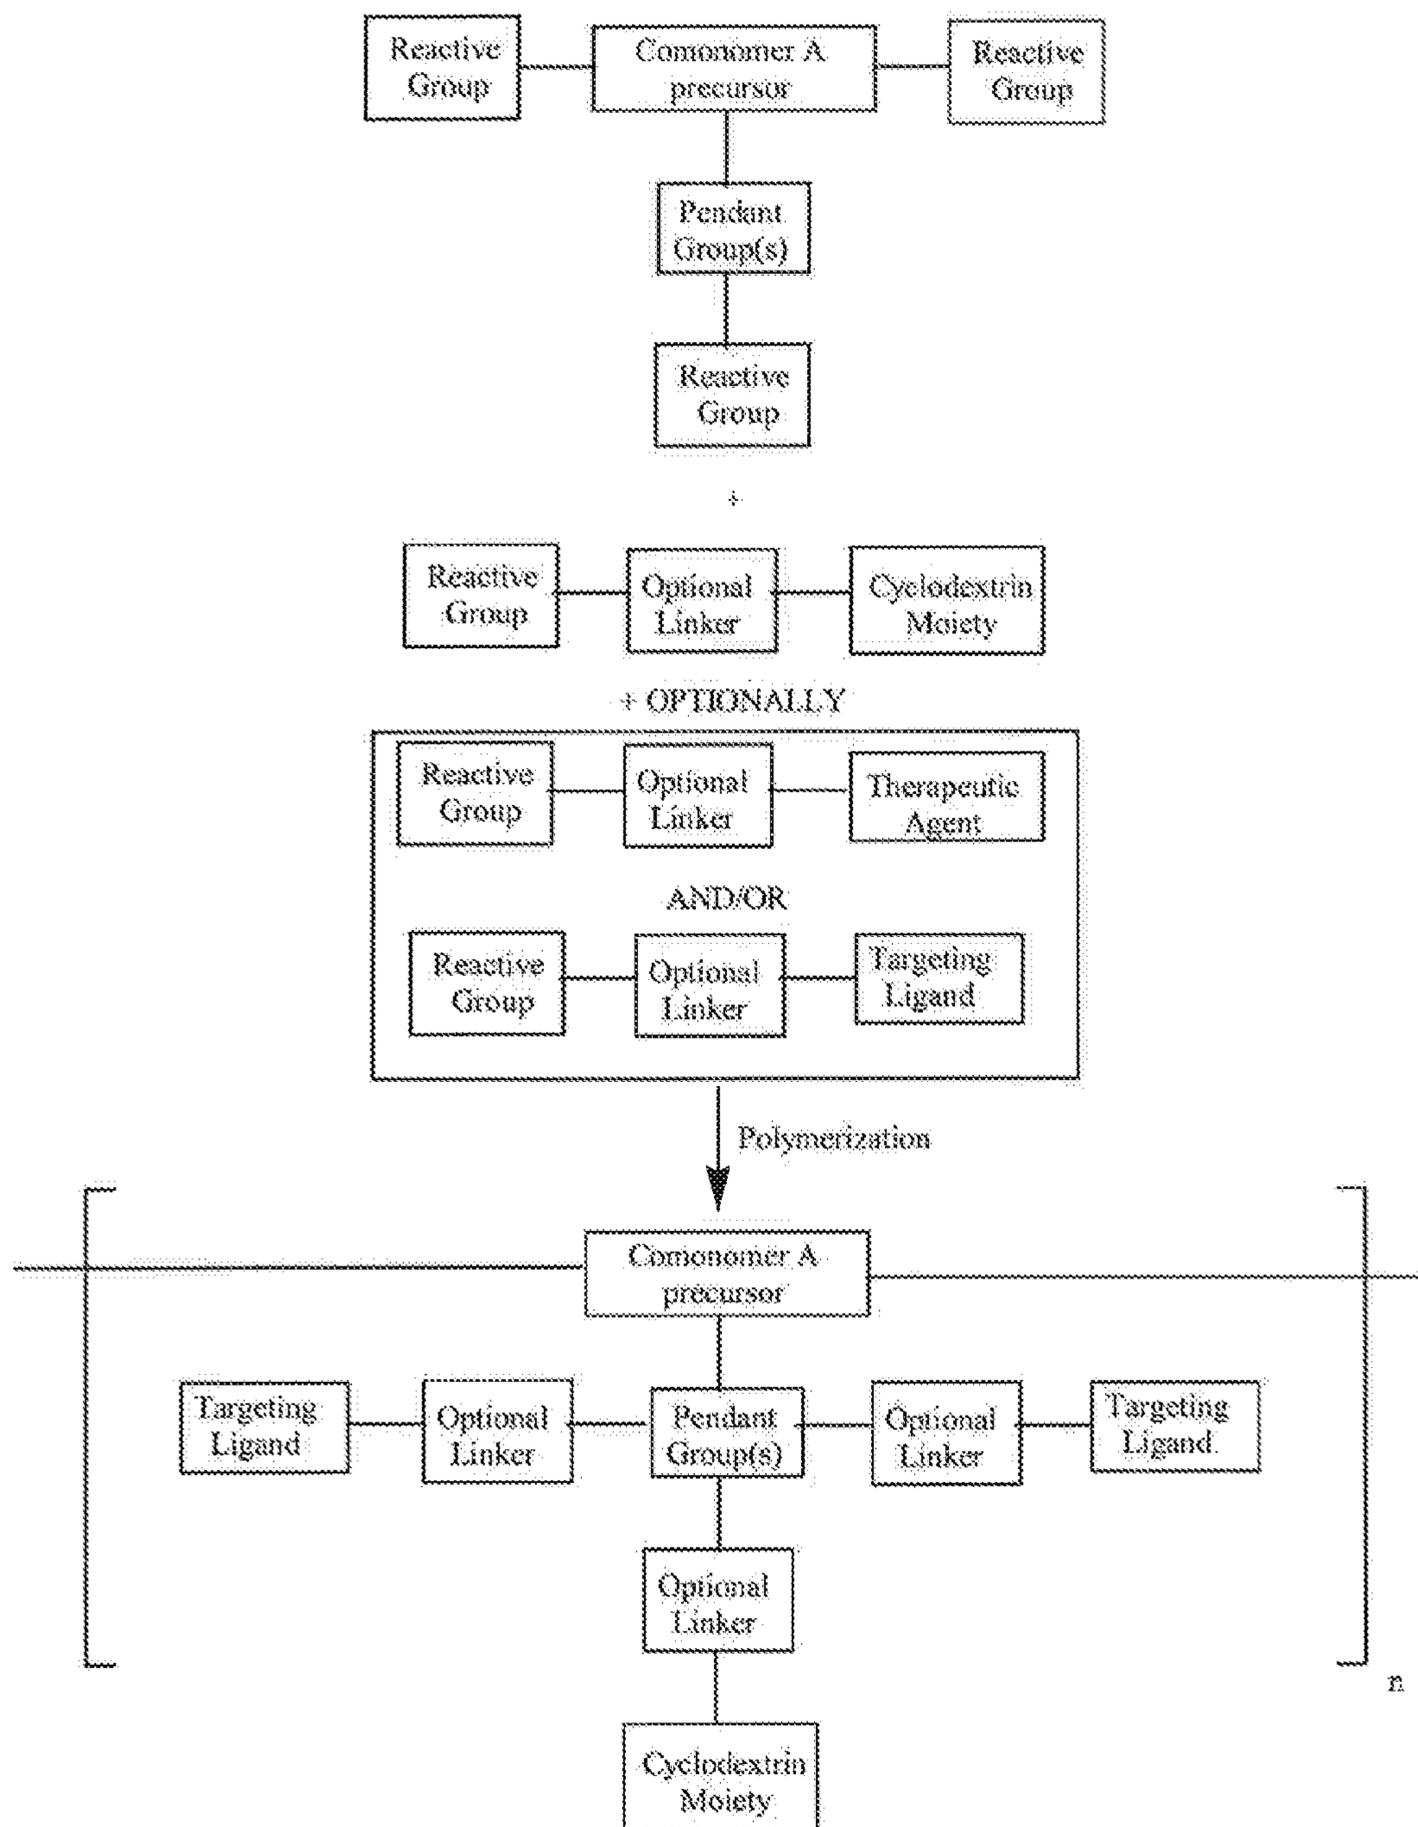 Reactive
Group
Comonomer A
precursor
Reactive
Group
Pendant
Group(s)
Reactive
Group
+
Reactive
Group
Optional
Linker
Cyclodextrin
Moiety
+ OPTIONALLY
Reactive
Group
Optional
Linker
Therapeutic
Agent
AND/OR
Reactive
Group
Optional
Linker
Targeting
Ligand
Polymerization
Comonomer A
precursor
Targeting
Ligand
Optional
Linker
Pendant
Group(s)
Optional
Linker
Targeting
Ligand
Optional
Linker
n
Cyclodextrin
Moiety